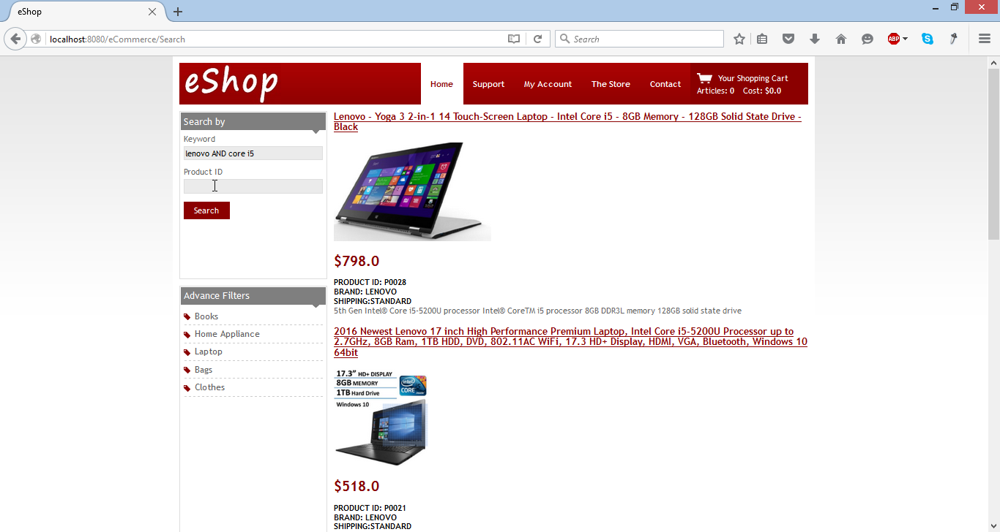 eShop
localhost:8080/eCommerce/Search
Search
ABP
eShop
Home
Support
My Account
The Store
Contact
Your Shopping Cart
Articles: 0 Cost: $0.0
Search by
Keyword
lenovo AND core i5
Product ID
Search
Advance Filters
Books
Home Appliance
Laptop
Bags
Clothes
Lenovo - Yoga 3 2-in-1 14 Touch-Screen Laptop - Intel Core i5 - 8GB Memory - 128GB Solid State Drive -
Black
$798.0
PRODUCT ID: P0028
BRAND: LENOVO
SHIPPING:STANDARD
5th Gen Intel® Core i5-5200U processor Intel® CoreTM i5 processor 8GB DDR3L memory 128GB solid state drive
2016 Newest Lenovo 17 inch High Performance Premium Laptop, Intel Core i5-5200U Processor up to
2.7GHz, 8GB Ram, 1TB HDD, DVD, 802.11AC WiFi, 17.3 HD+ Display, HDMI, VGA, Bluetooth, Windows 10
64bit
17.3" HD+ DISPLAY
8GB MEMORY
1TB Hard Drive
Windows 10
intel
CORE
$518.0
PRODUCT ID: P0021
BRAND: LENOVO
SHIPPING:STANDARD